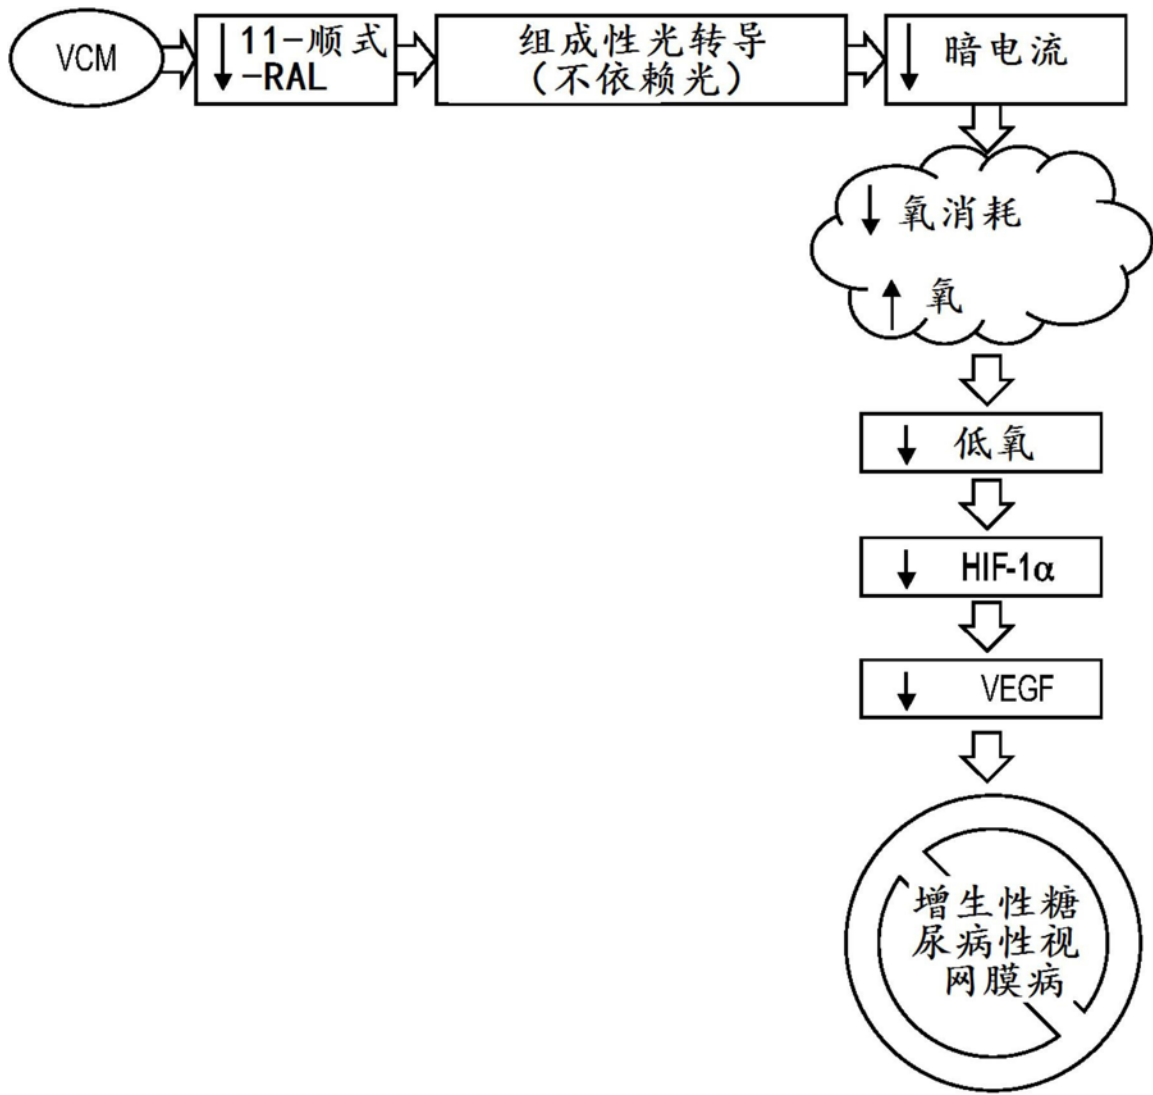 VCM
↓ 11-顺式
-RAL
组成性光转导
(不依赖光)
↓ 暗电流
↓ 氧消耗
↑ 氧
↓ 低氧
↓ HIF-1α
↓ VEGF
增生性糖
尿病性视
网膜病